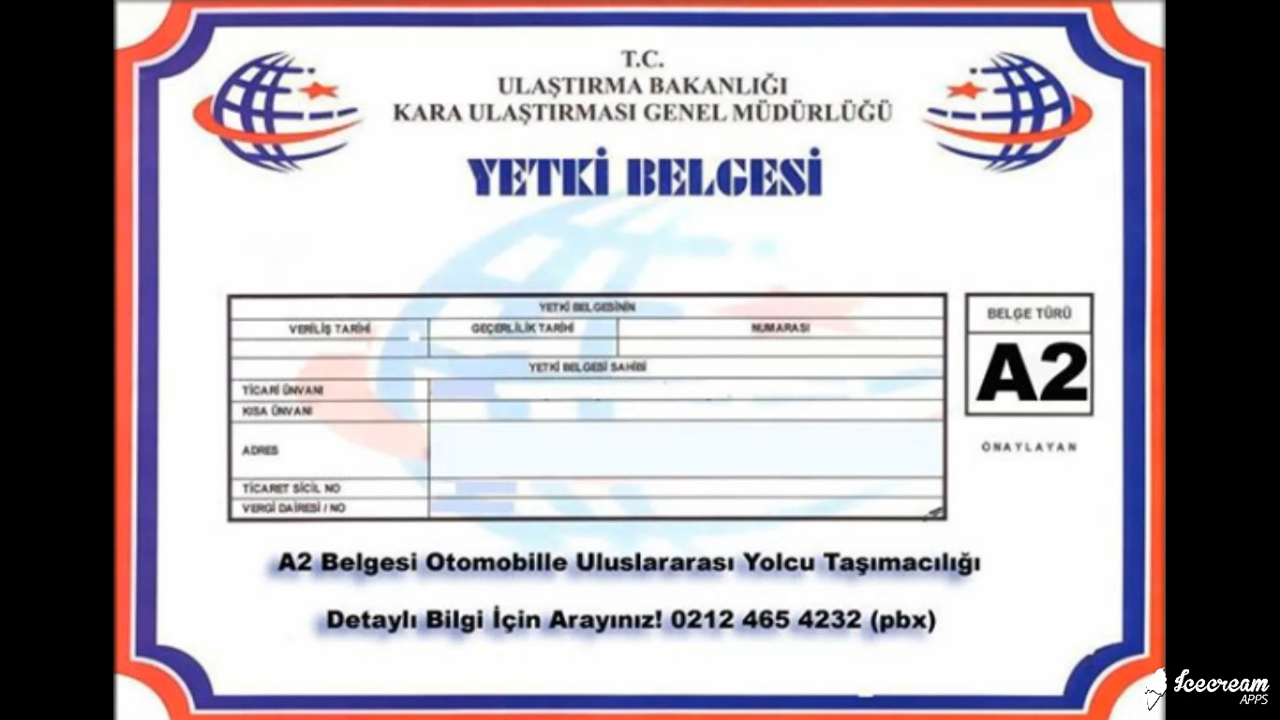 T.C.
ULAŞTIRMA BAKANLIĞI
KARA ULAŞTIRMASI GENEL MÜDÜRLÜĞÜ
YETKİ BELGESİ
YETKİ BELGESİNİN
VERİLİŞ TARİHİ GEÇERLİLİK TARİHİ NUMARASI
YETKİ BELGESİ SAHİBİ
TİCARİ ÜNVANI
KISA ÜNVANI
ADRES
TİCARET SİCİL NO
VERGİ DAİRESİ / NO
BELGE TÜRÜ
A2
ONAYLAYAN
A2 Belgesi Otomobille Uluslararası Yolcu Taşımacılığı
Detaylı Bilgi İçin Arayınız! 0212 465 4232 (pbx)
Icecream
APPS